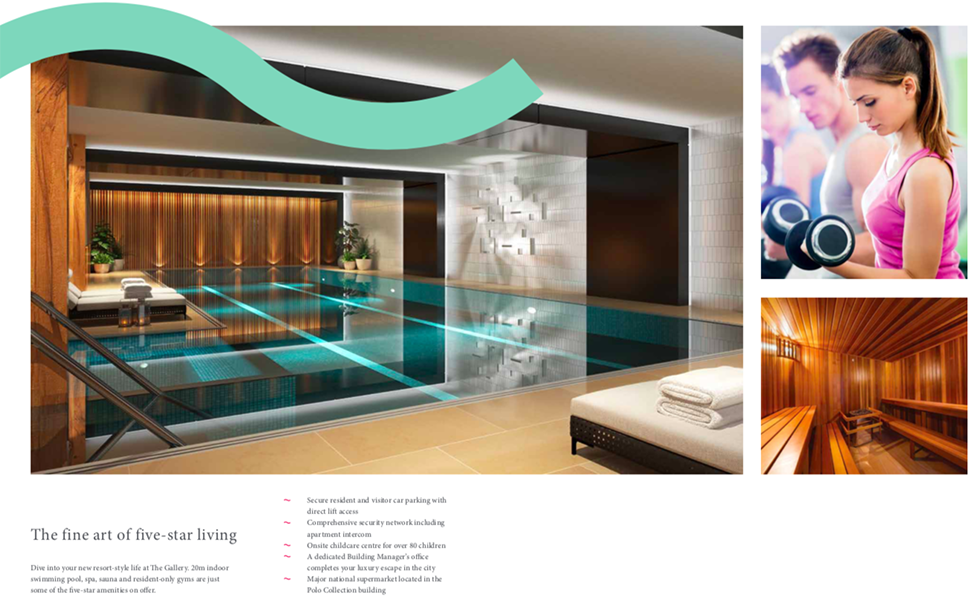 The fine art of five-star living
Dive into your new resort-style life at The Gallery. 20m indoor
swimming pool, spa, sauna and resident-only gyms are just
some of the five-star amenities on offer.
~ Secure resident and visitor car parking with
direct lift access
~ Comprehensive security network including
apartment intercom
~ Onsite childcare centre for over 80 children
~ A dedicated Building Manager's office
completes your luxury escape in the city
~ Major national supermarket located in the
Polo Collection building